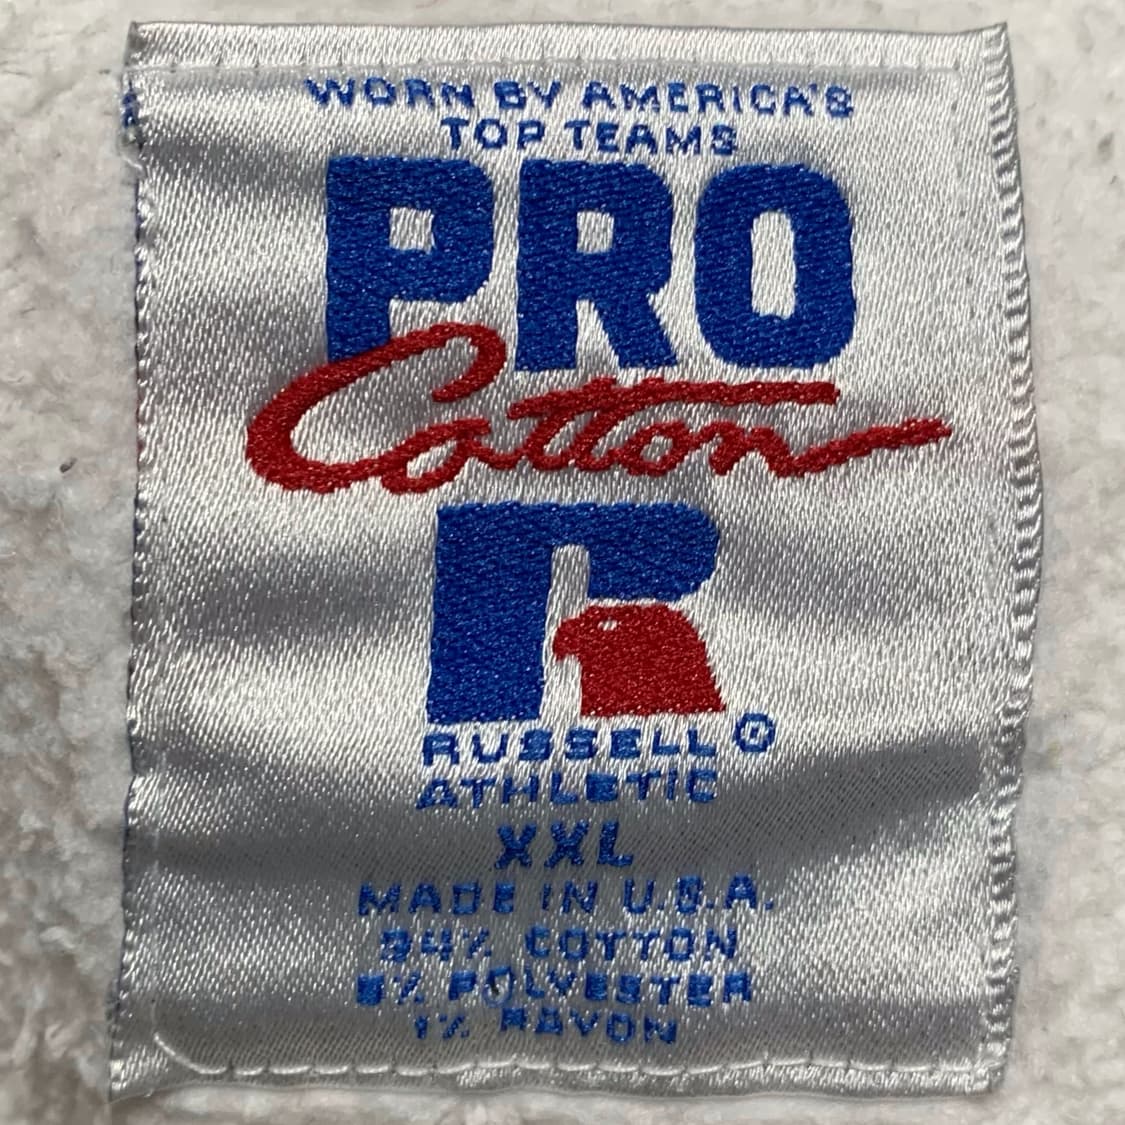 WORN BY AMERICA'S
TOP TEAMS
PRO
Cotton
R
RUSSELL ®
ATHLETIC
XXL
MADE IN U.S.A.
94% COTTON
5% POLYESTER
1% RAYON